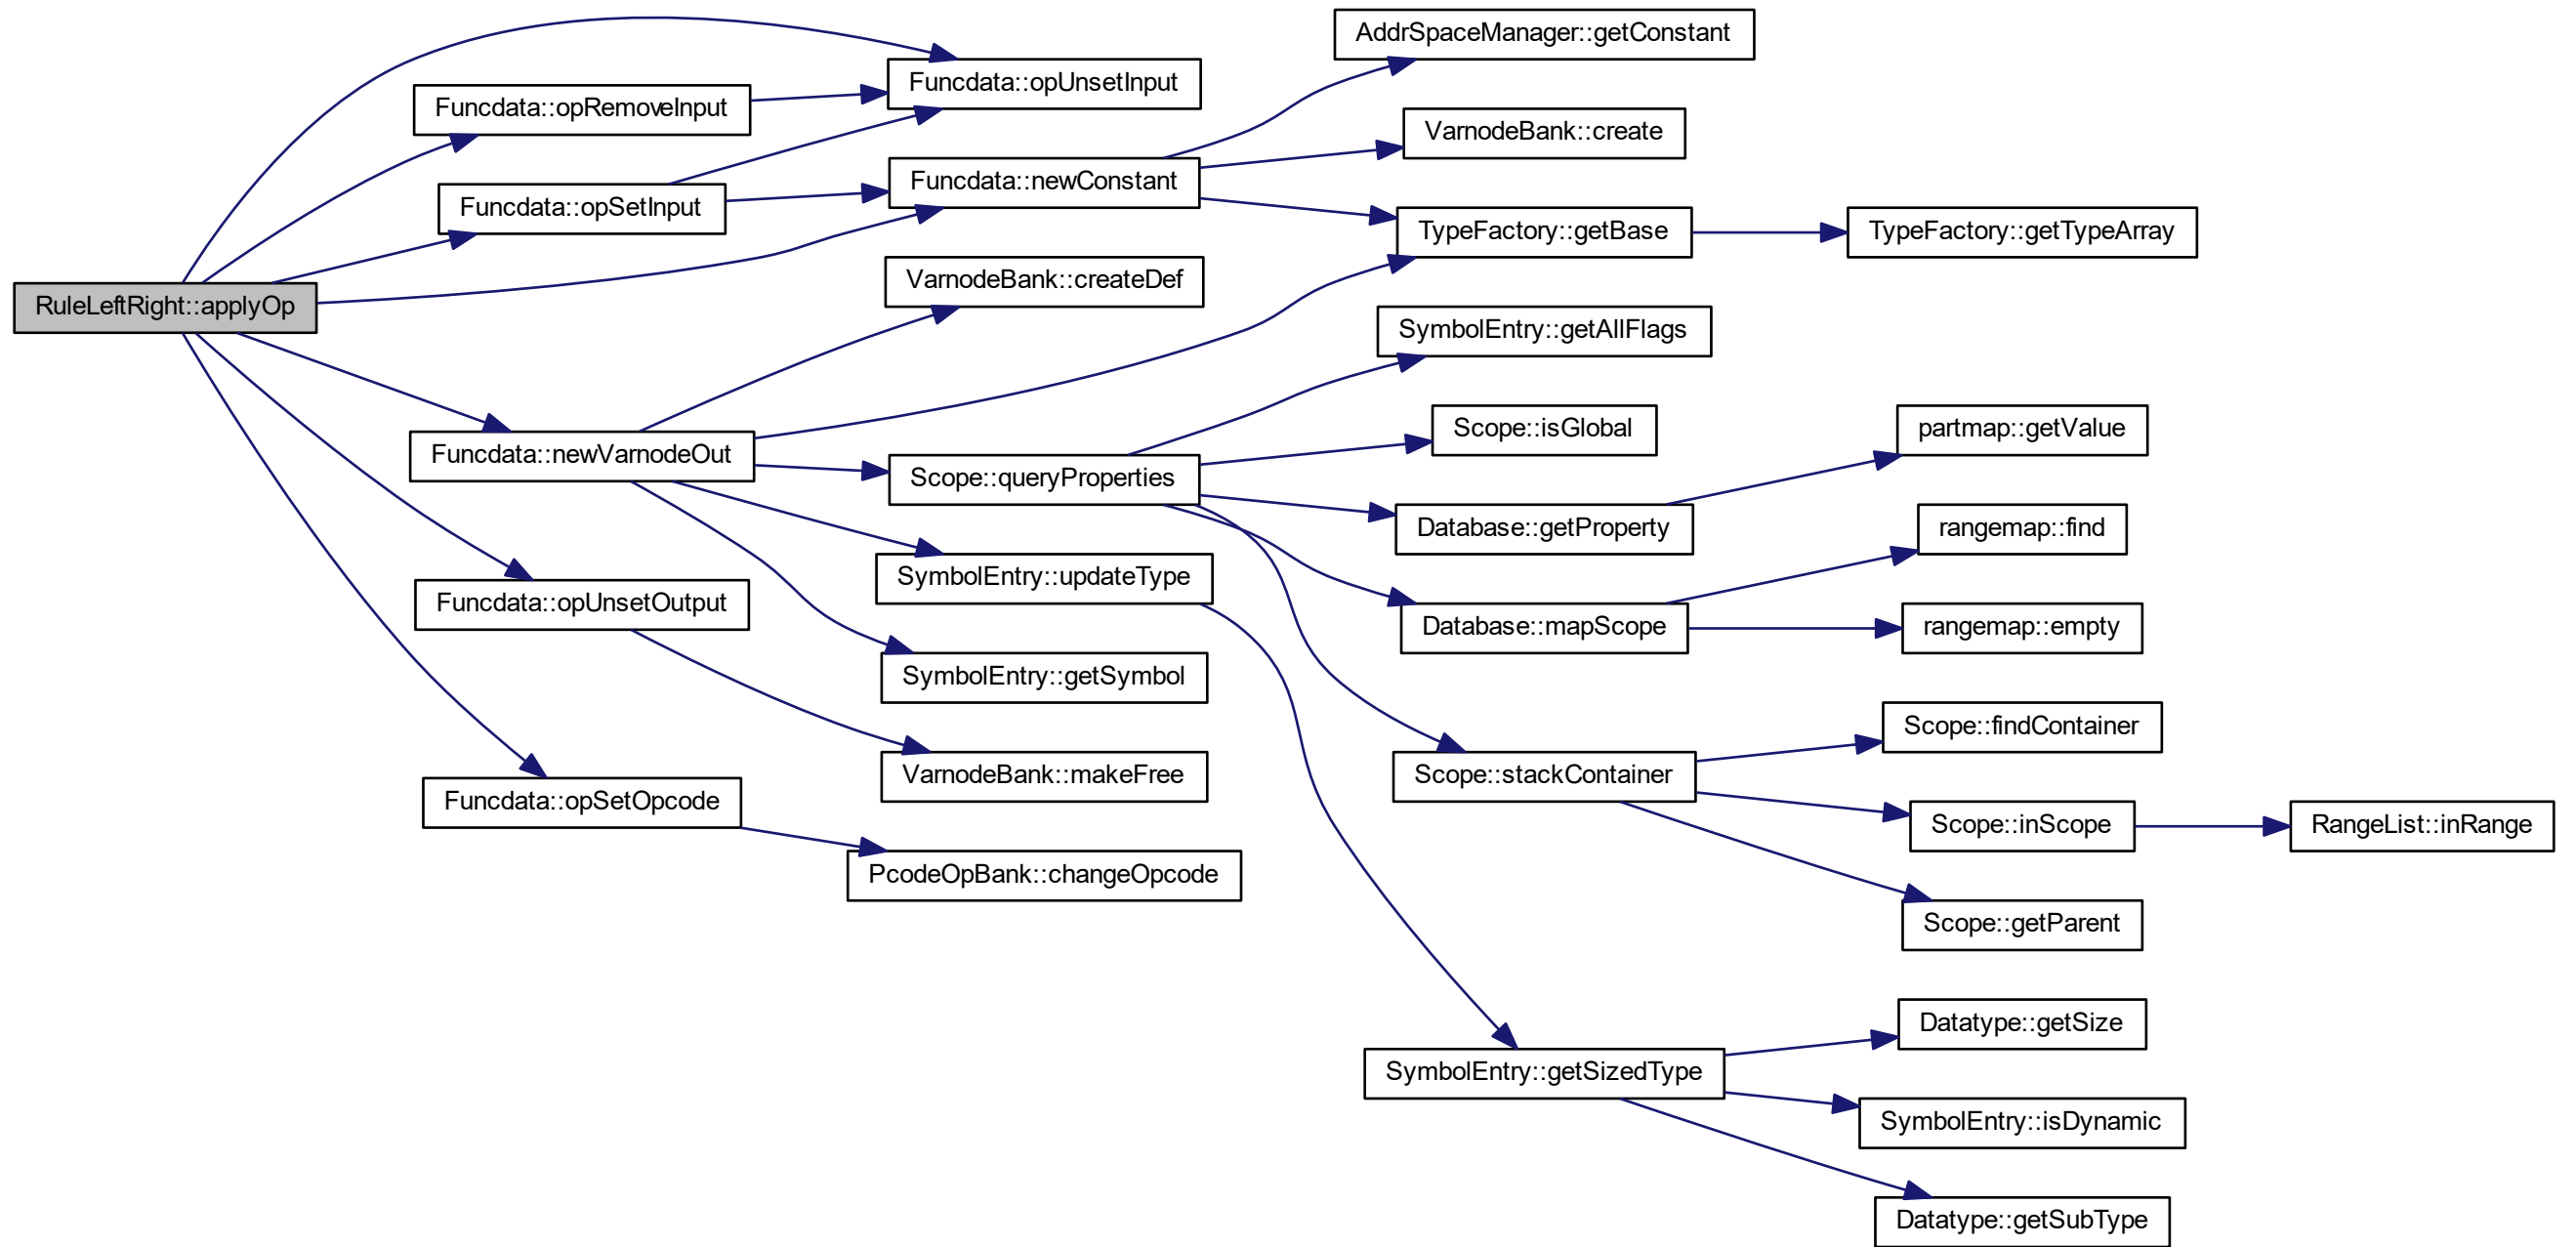 AddrSpaceManager::getConstant
Funcdata::opUnsetInput
Funcdata::opRemoveInput
VarnodeBank::create
Funcdata::newConstant
Funcdata::opSetInput
TypeFactory::getBase
TypeFactory::getTypeArray
VarnodeBank::createDef
RuleLeftRight::applyOp
SymbolEntry::getAllFlags
Scope::isGlobal
partmap::getValue
Funcdata::newVarnodeOut
Scope::queryProperties
Database::getProperty
rangemap::find
SymbolEntry::updateType
Funcdata::opUnsetOutput
Database::mapScope
rangemap::empty
SymbolEntry::getSymbol
Scope::findContainer
VarnodeBank::makeFree
Scope::stackContainer
Funcdata::opSetOpcode
Scope::inScope
RangeList::inRange
PcodeOpBank::changeOpcode
Scope::getParent
Datatype::getSize
SymbolEntry::getSizedType
SymbolEntry::isDynamic
Datatype::getSubType